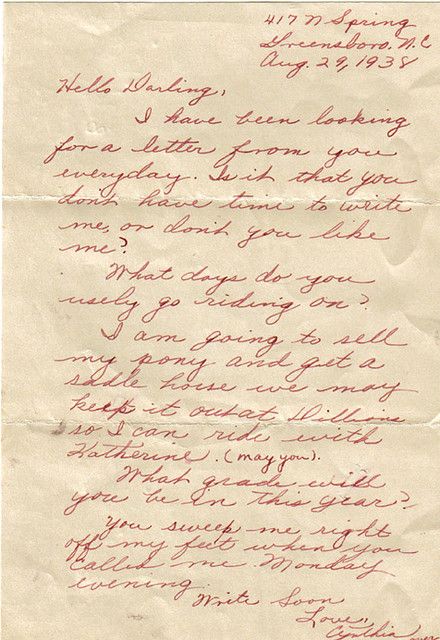 417 N Spring
Greensboro. N.C
Aug. 29, 1938
Hello Darling,
I have been looking
for a letter from you
everyday. Is it that you
dont have time to write
me, or don't you like
me?
What days do you
usely go riding on?
I am going to sell
my pony and get a
sadle horse we may
keep it out at Dillions
so I can ride with
Katherine. (may you).
What grade will
you be in this year?
You sweep me right
off my feet when you
called me Monday
evening.
Write Soon
Love,
Cynthia